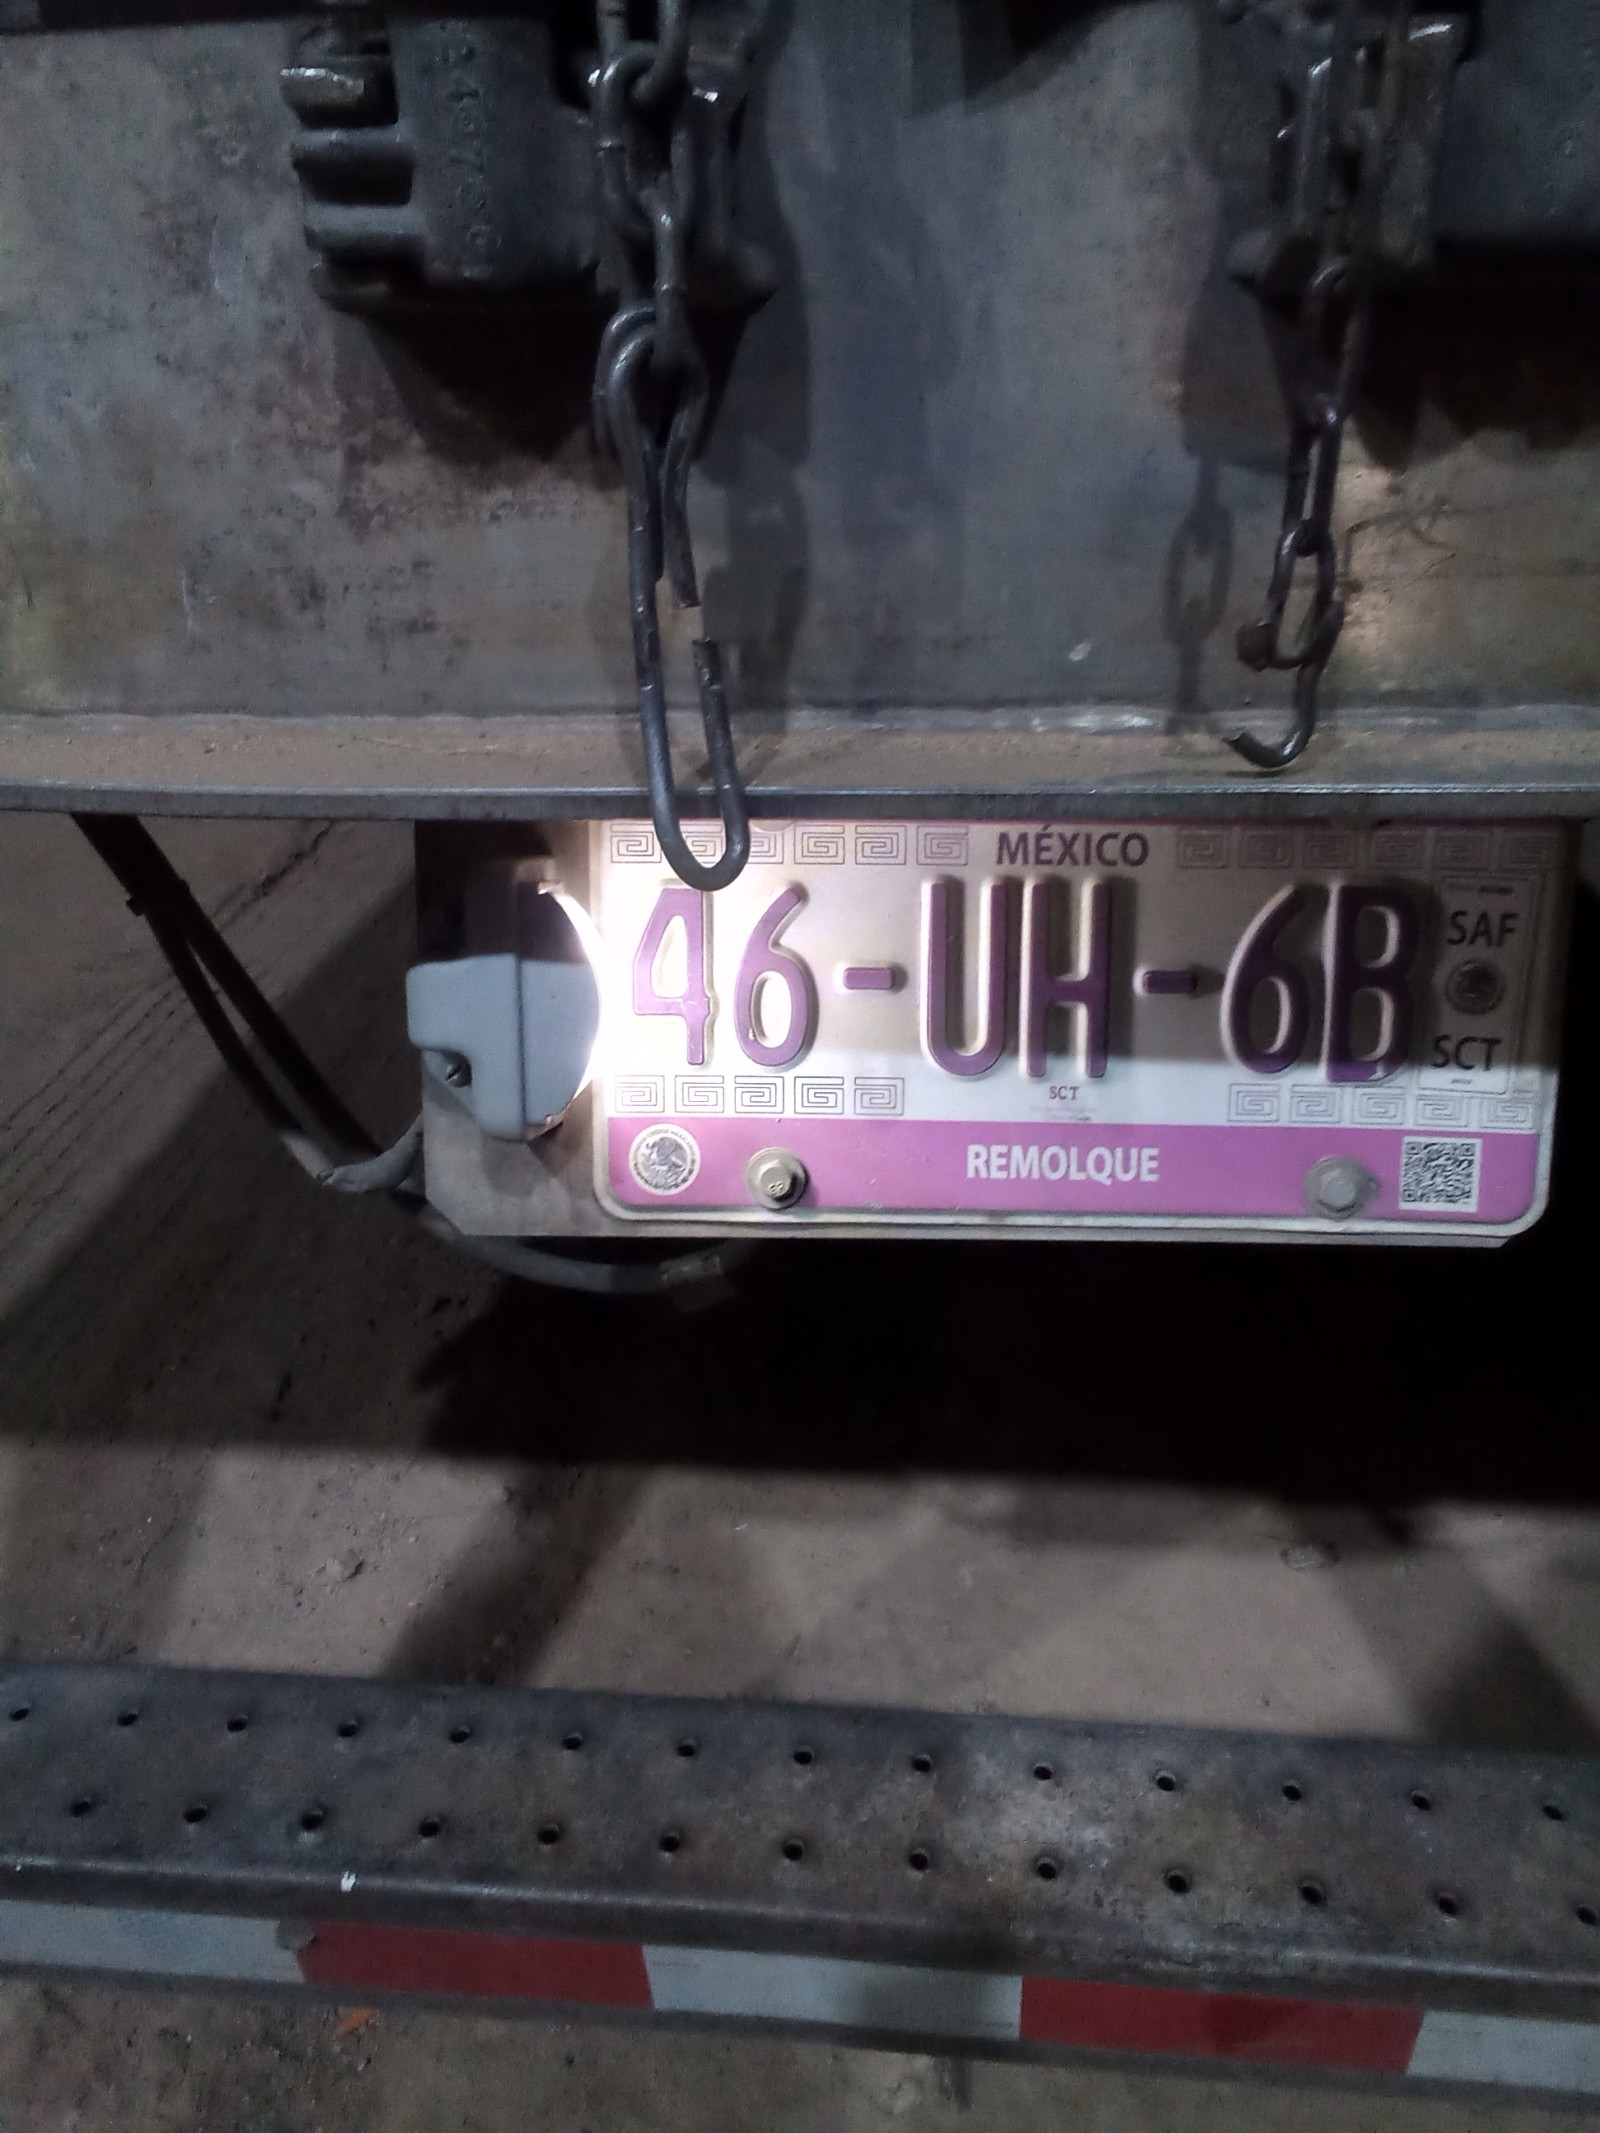 MÉXICO
46-UH-6B
SAF
SCT
SCT
REMOLQUE